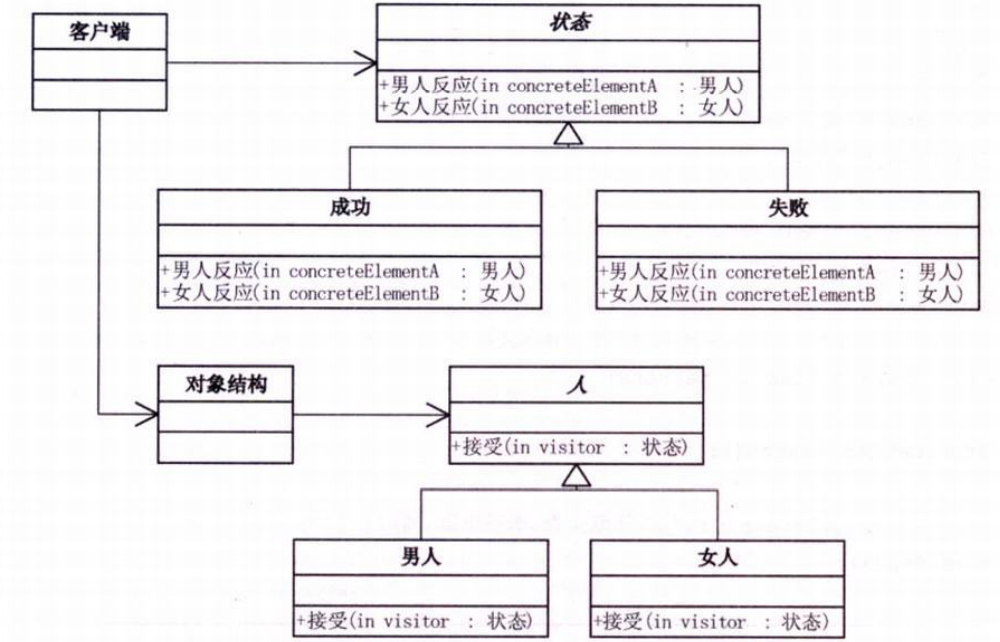 客户端
状态
+男人反应(in concreteElementA : 男人)
+女人反应(in concreteElementB : 女人)
成功
+男人反应(in concreteElementA : 男人)
+女人反应(in concreteElementB : 女人)
失败
+男人反应(in concreteElementA : 男人)
+女人反应(in concreteElementB : 女人)
对象结构
人
+接受(in visitor : 状态)
男人
+接受(in visitor : 状态)
女人
+接受(in visitor : 状态)